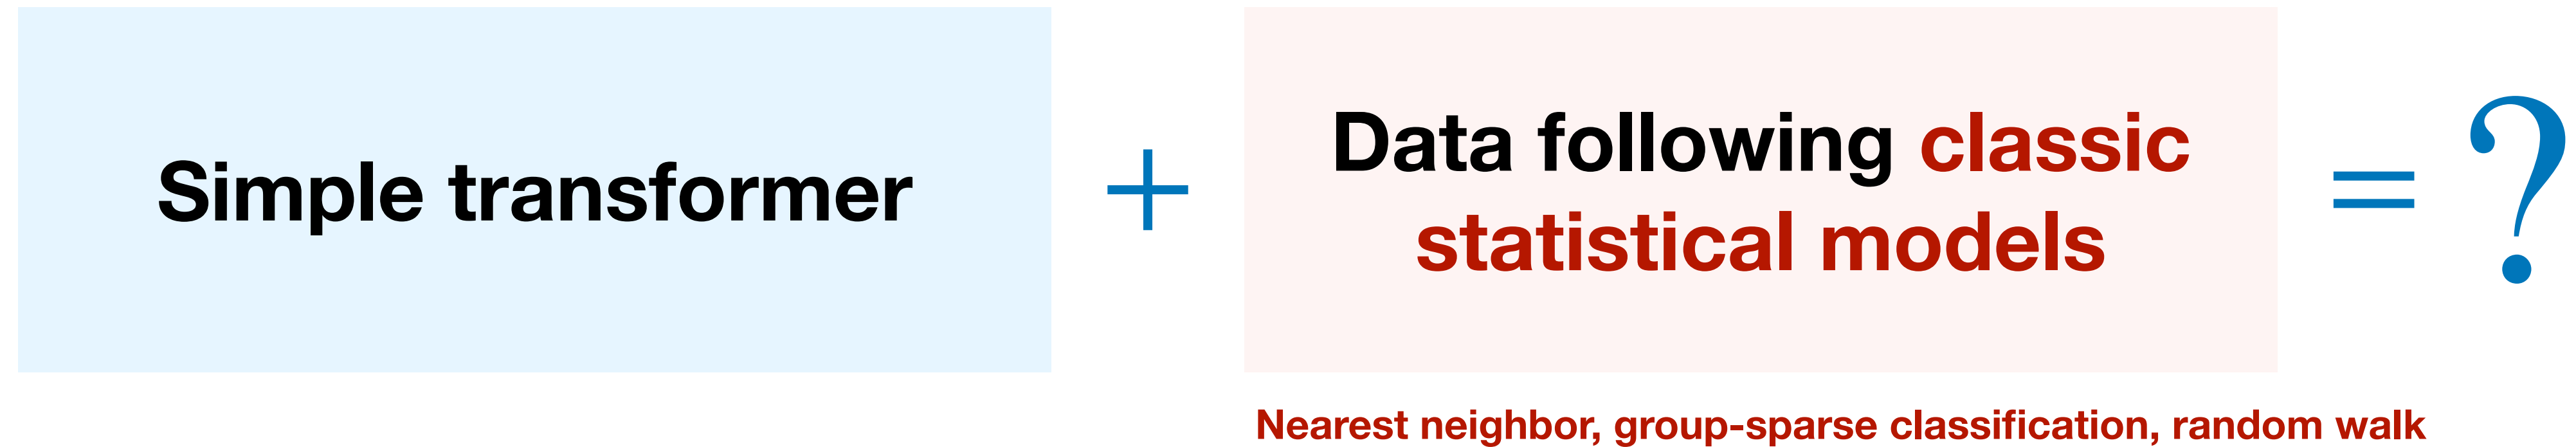 Simple transformer
+
Data following classic
statistical models
= ?
Nearest neighbor, group-sparse classification, random walk